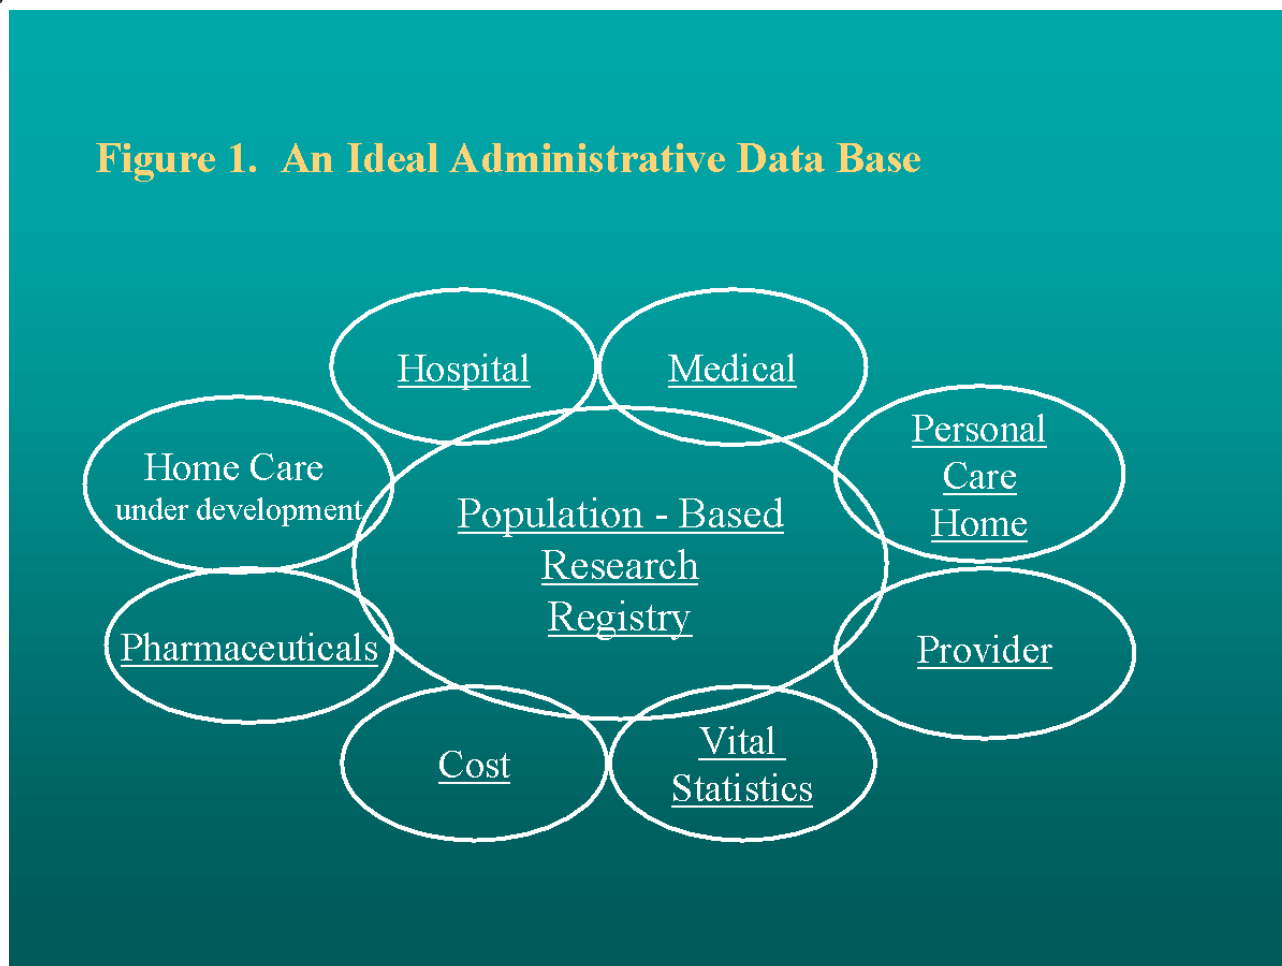 Figure 1. An Ideal Administrative Data Base
Hospital
Medical
Home Care
under development
Personal
Care
Home
Population - Based
Research
Registry
Pharmaceuticals
Provider
Cost
Vital
Statistics